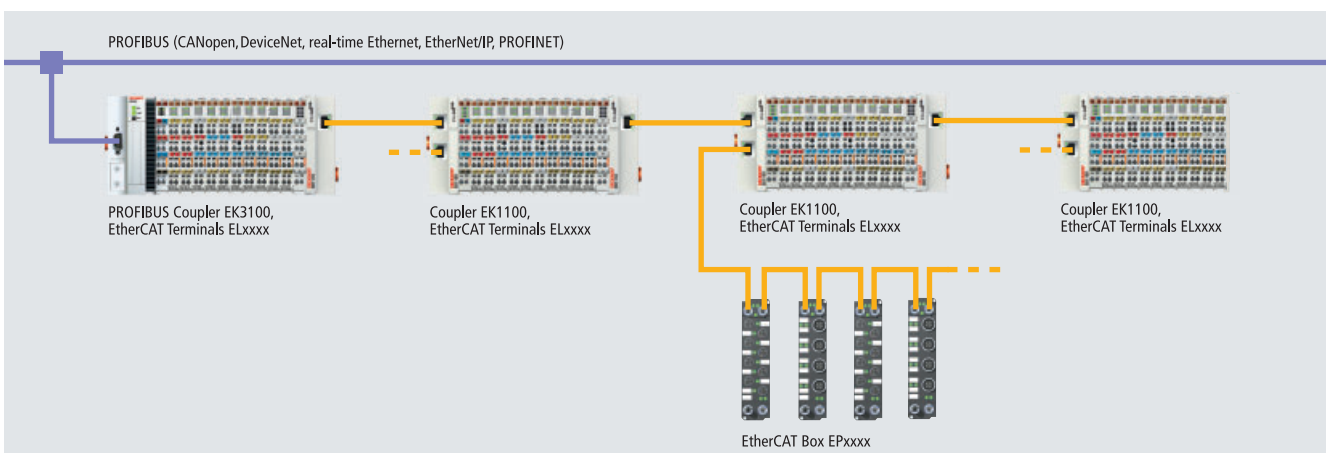 PROFIBUS (CANopen, DeviceNet, real-time Ethernet, EtherNet/IP, PROFINET)
PROFIBUS Coupler EK3100,
EtherCAT Terminals ELxxxx
Coupler EK1100,
EtherCAT Terminals ELxxxx
Coupler EK1100,
EtherCAT Terminals ELxxxx
Coupler EK1100,
EtherCAT Terminals ELxxxx
EtherCAT Box EPxxxx